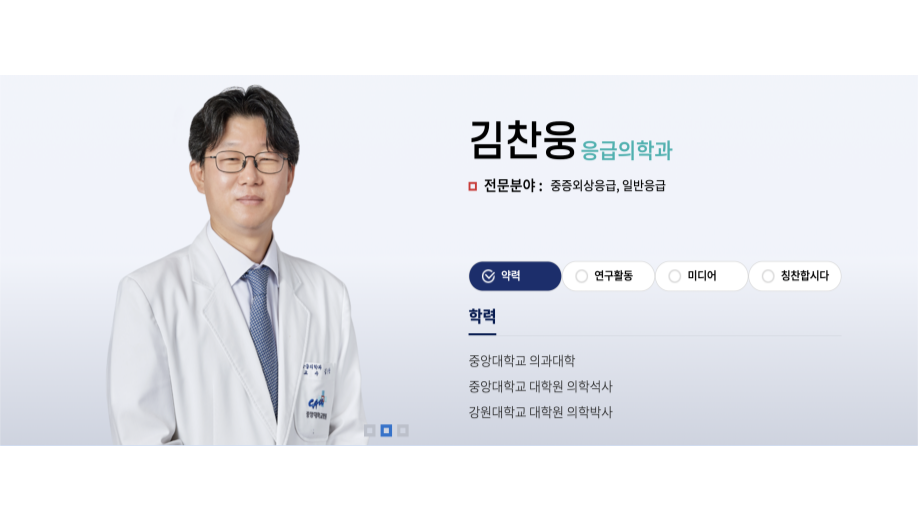 김찬웅 응급의학과
전문분야 : 중증외상응급, 일반응급
약력 연구활동 미디어 칭찬합시다
학력
중앙대학교 의과대학
중앙대학교 대학원 의학석사
강원대학교 대학원 의학박사